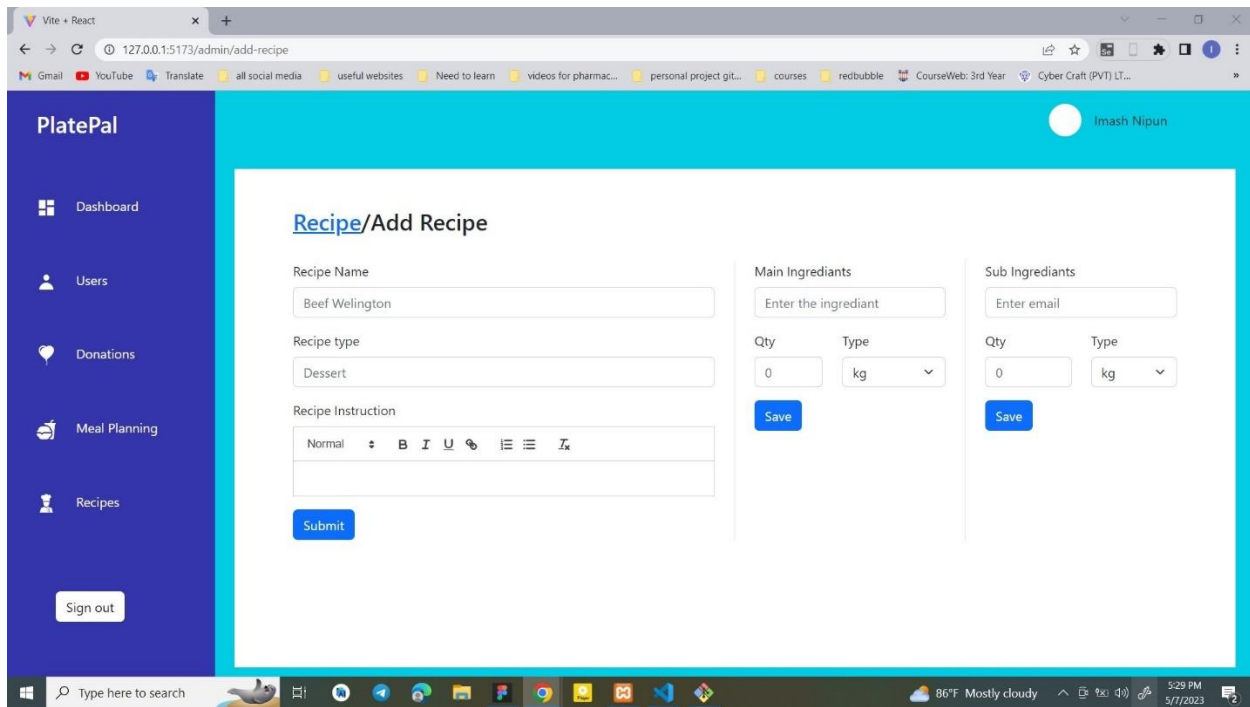 Vite + React
127.0.0.1:5173/admin/add-recipe
Gmail YouTube Translate all social media useful websites Need to learn videos for pharmac... personal project git... courses redbubble CourseWeb: 3rd Year Cyber Craft (PVT) LT... »
PlatePal
Imash Nipun
Dashboard
Users
Donations
Meal Planning
Recipes
Sign out
Recipe/Add Recipe
Recipe Name
Beef Welington
Recipe type
Dessert
Recipe Instruction
Normal B I U
Submit
Main Ingrediants
Enter the ingrediant
Qty Type
0 kg
Save
Sub Ingrediants
Enter email
Qty Type
0 kg
Save
Type here to search
86°F Mostly cloudy
5:29 PM
5/7/2023
2